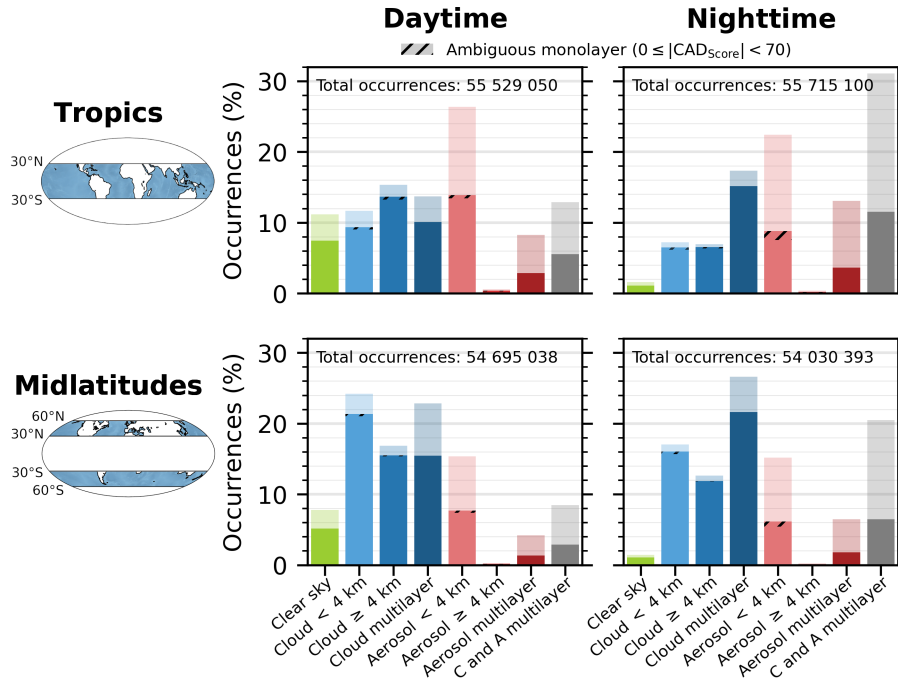 Daytime
Nighttime
Ambiguous monolayer (0 ≤ |CAD_Score| < 70)
Tropics
30°N
30°S
Occurrences (%)
30
20
10
0
Total occurrences: 55 529 050
Total occurrences: 55 715 100
Midlatitudes
60°N
30°N
30°S
60°S
Occurrences (%)
30
20
10
0
Total occurrences: 54 695 038
Total occurrences: 54 030 393
Clear sky
Cloud < 4 km
Cloud ≥ 4 km
Cloud multilayer
Aerosol < 4 km
Aerosol ≥ 4 km
Aerosol multilayer
C and A multilayer
Clear sky
Cloud < 4 km
Cloud ≥ 4 km
Cloud multilayer
Aerosol < 4 km
Aerosol ≥ 4 km
Aerosol multilayer
C and A multilayer